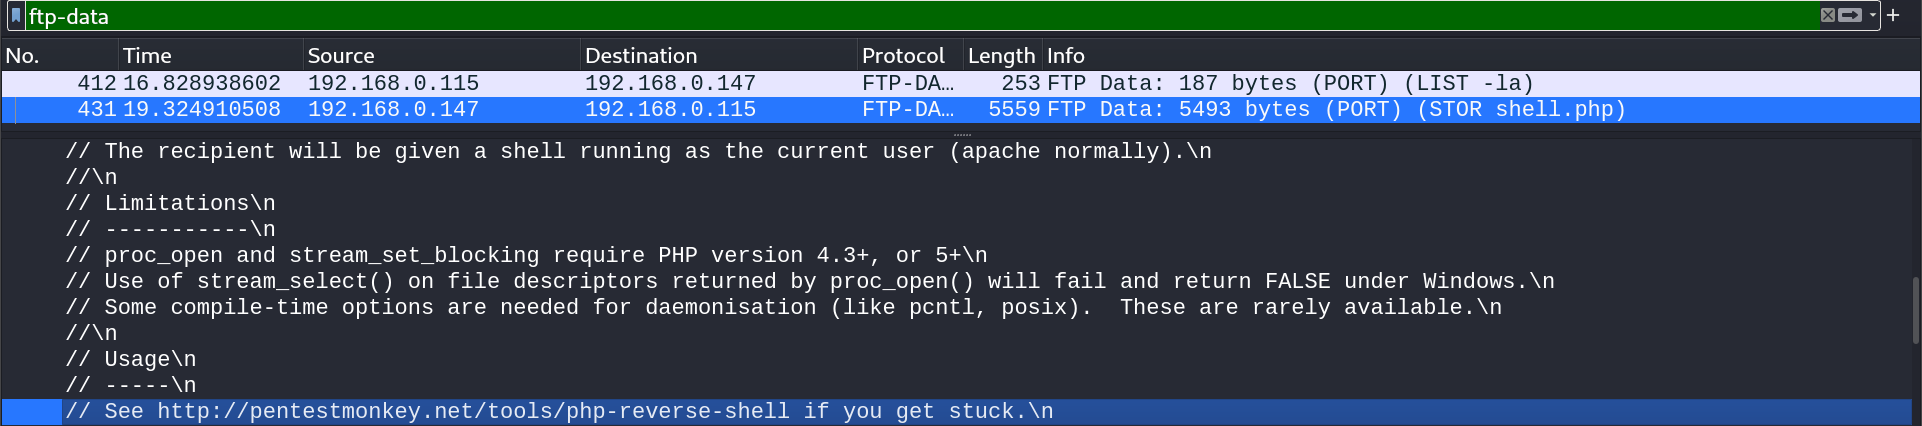 ftp-data
No. Time Source Destination Protocol Length Info
412 16.828938602 192.168.0.115 192.168.0.147 FTP-DA… 253 FTP Data: 187 bytes (PORT) (LIST -la)
431 19.324910508 192.168.0.147 192.168.0.115 FTP-DA… 5559 FTP Data: 5493 bytes (PORT) (STOR shell.php)
// The recipient will be given a shell running as the current user (apache normally).\n
//\n
// Limitations\n
// -----------\n
// proc_open and stream_set_blocking require PHP version 4.3+, or 5+\n
// Use of stream_select() on file descriptors returned by proc_open() will fail and return FALSE under Windows.\n
// Some compile-time options are needed for daemonisation (like pcntl, posix).  These are rarely available.\n
//\n
// Usage\n
// -----\n
// See http://pentestmonkey.net/tools/php-reverse-shell if you get stuck.\n